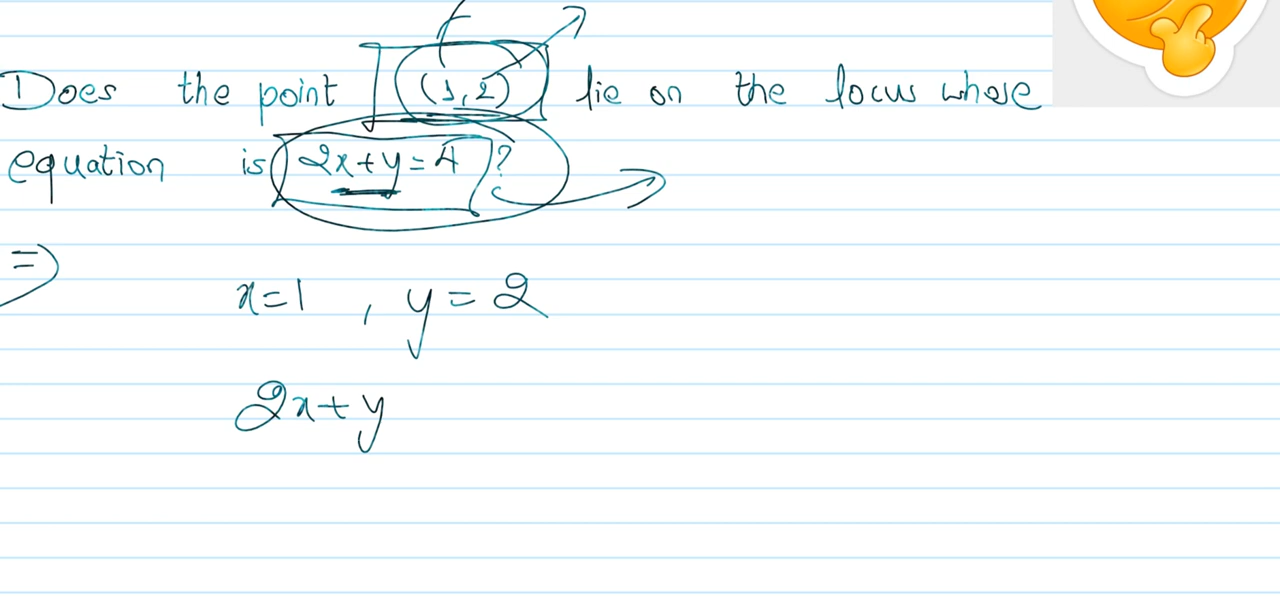 Does the point (1,2) lie on the locus whose
equation is 2x+y=4 ?
⇒
x=1 , y=2
2x+y